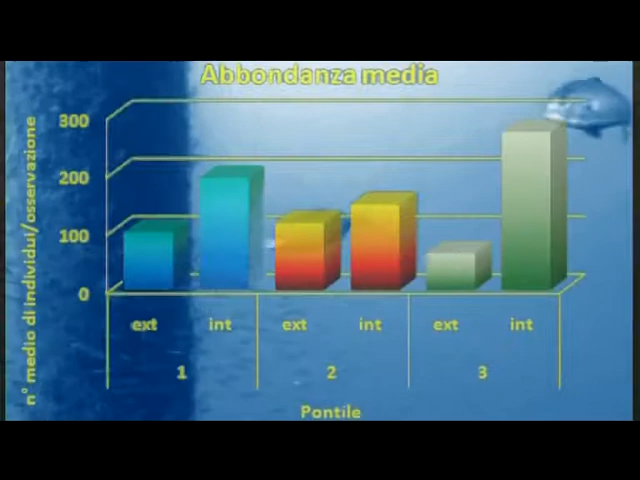 Abbondanza media
n° medio di individui/osservazione
300
200
100
0
ext int ext int ext int
1 2 3
Pontile